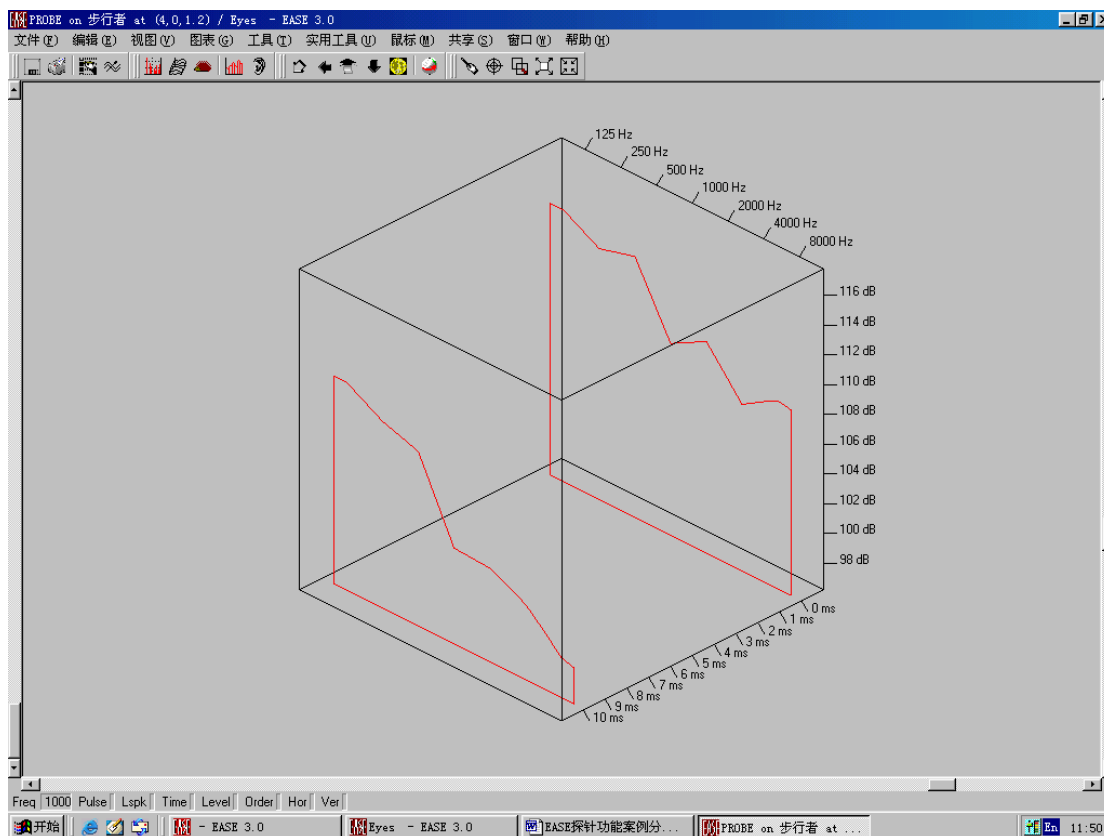 PROBE on 步行者 at (4,0,1.2) / Eyes - EASE 3.0
文件(F) 编辑(E) 视图(V) 图表(G) 工具(T) 实用工具(U) 鼠标(M) 共享(S) 窗口(W) 帮助(H)
125 Hz
250 Hz
500 Hz
1000 Hz
2000 Hz
4000 Hz
8000 Hz
116 dB
114 dB
112 dB
110 dB
108 dB
106 dB
104 dB
102 dB
100 dB
98 dB
0 ms
1 ms
2 ms
3 ms
4 ms
5 ms
6 ms
7 ms
8 ms
9 ms
10 ms
Freq 1000 Pulse Lspk Time Level Order Hor Ver
开始 - EASE 3.0 Eyes - EASE 3.0 EASE探针功能案例分... PROBE on 步行者 at ... En 11:50